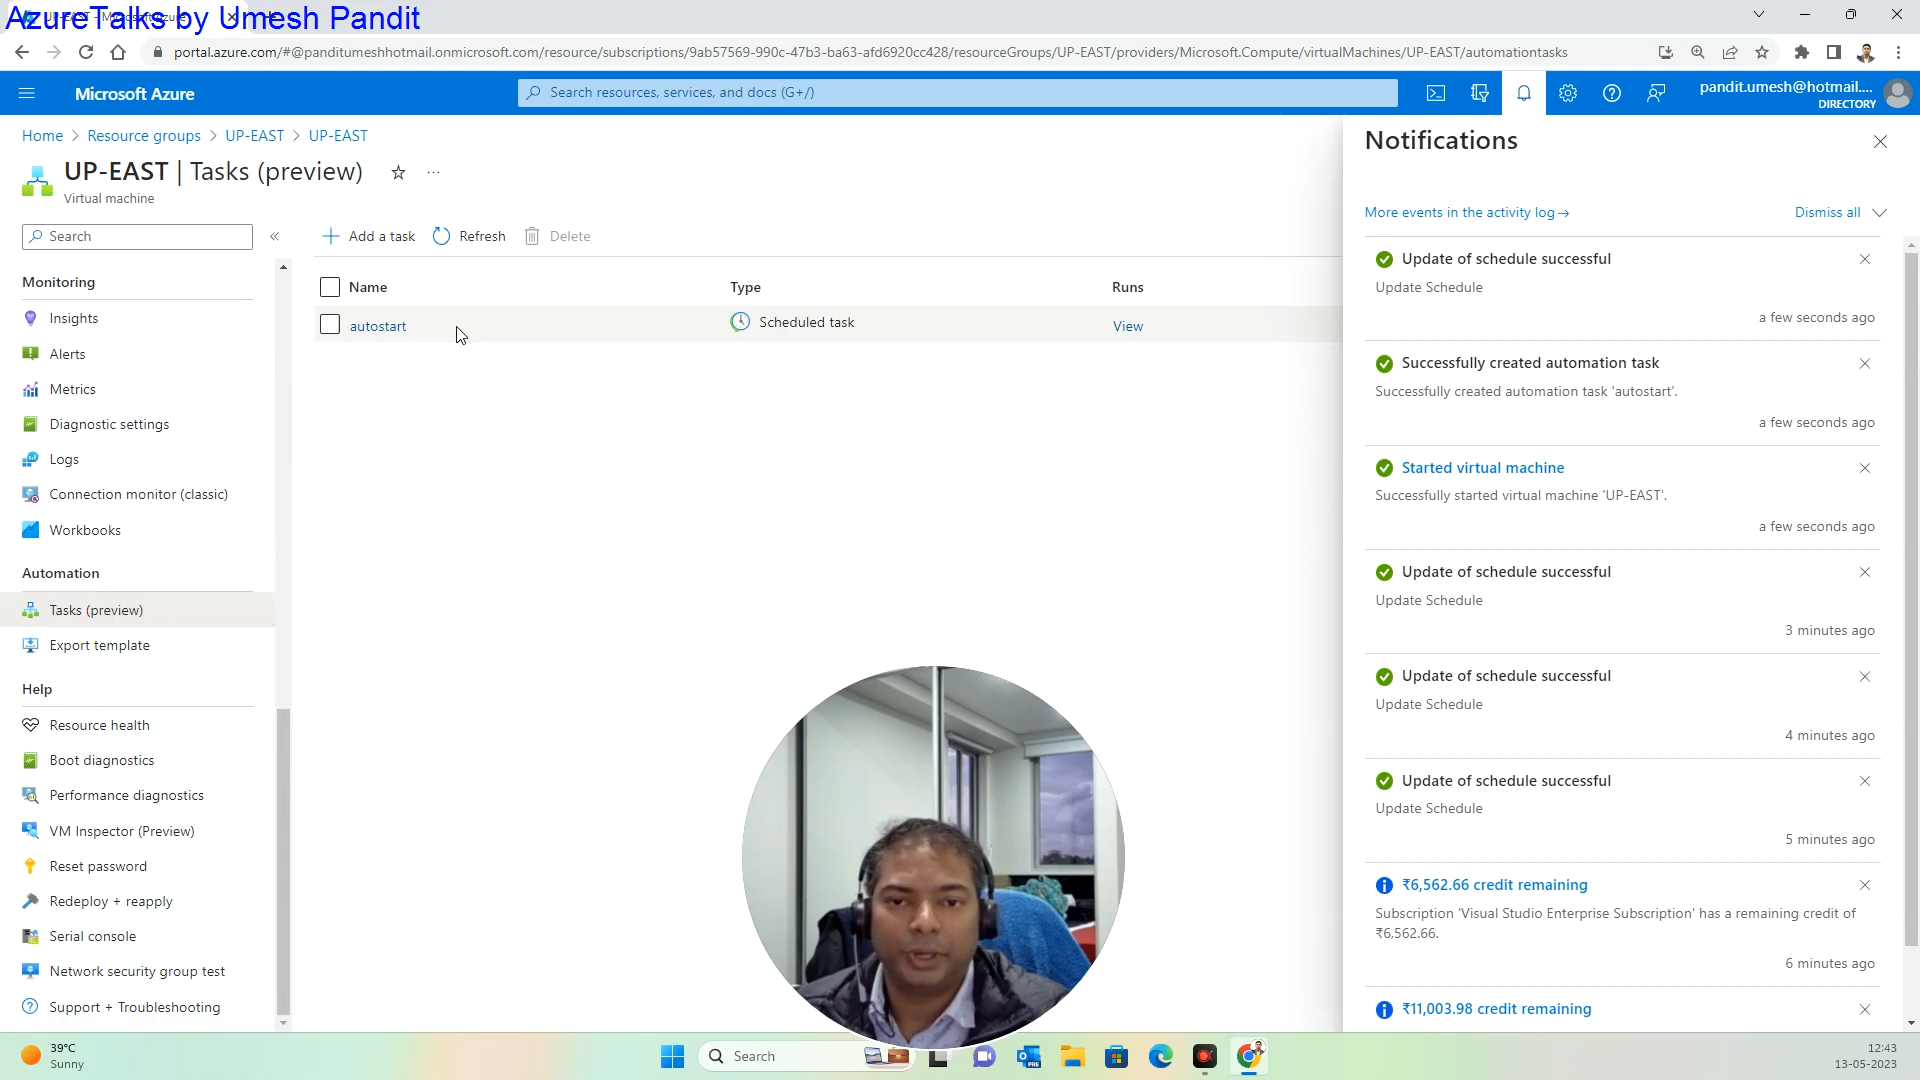 AzureTalks by Umesh Pandit
portal.azure.com/#@panditumeshhotmail.onmicrosoft.com/resource/subscriptions/9ab57569-990c-47b3-ba63-afd6920cc428/resourceGroups/UP-EAST/providers/Microsoft.Compute/virtualMachines/UP-EAST/automationtasks
Microsoft Azure
Search resources, services, and docs (G+/)
pandit.umesh@hotmail....
DIRECTORY
Home > Resource groups > UP-EAST > UP-EAST
UP-EAST | Tasks (preview)
Virtual machine
Search
Add a task
Refresh
Delete
Name
Type
Runs
autostart
Scheduled task
View
Monitoring
Insights
Alerts
Metrics
Diagnostic settings
Logs
Connection monitor (classic)
Workbooks
Automation
Tasks (preview)
Export template
Help
Resource health
Boot diagnostics
Performance diagnostics
VM Inspector (Preview)
Reset password
Redeploy + reapply
Serial console
Network security group test
Support + Troubleshooting
Notifications
More events in the activity log →
Dismiss all
Update of schedule successful
Update Schedule
a few seconds ago
Successfully created automation task
Successfully created automation task 'autostart'.
a few seconds ago
Started virtual machine
Successfully started virtual machine 'UP-EAST'.
a few seconds ago
Update of schedule successful
Update Schedule
3 minutes ago
Update of schedule successful
Update Schedule
4 minutes ago
Update of schedule successful
Update Schedule
5 minutes ago
₹6,562.66 credit remaining
Subscription 'Visual Studio Enterprise Subscription' has a remaining credit of
₹6,562.66.
6 minutes ago
₹11,003.98 credit remaining
39°C
Sunny
Search
12:43
13-05-2023